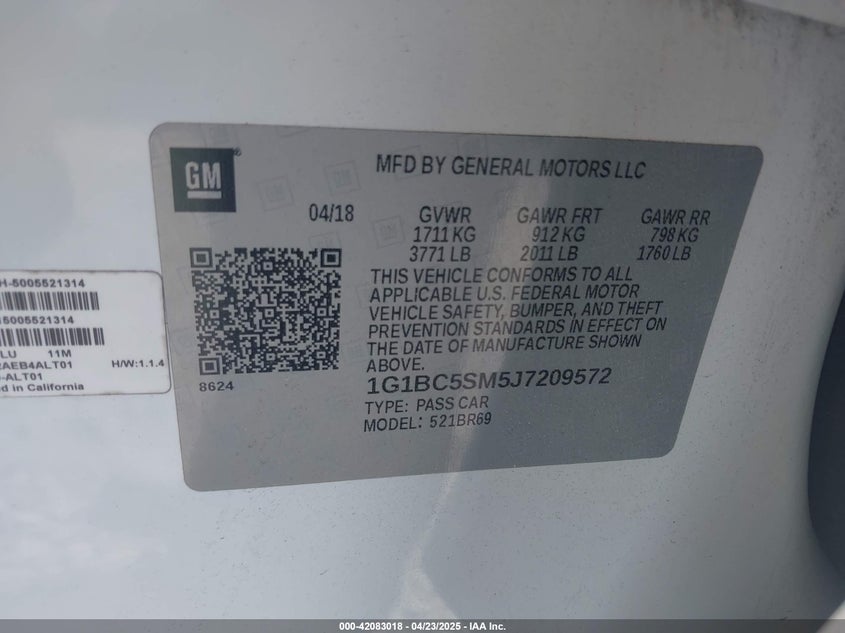 GM
®
MFD BY GENERAL MOTORS LLC
04/18 GVWR GAWR FRT GAWR RR
1711 KG 912 KG 798 KG
3771 LB 2011 LB 1760 LB
THIS VEHICLE CONFORMS TO ALL
APPLICABLE U.S. FEDERAL MOTOR
VEHICLE SAFETY, BUMPER, AND THEFT
PREVENTION STANDARDS IN EFFECT ON
THE DATE OF MANUFACTURE SHOWN
ABOVE.
8624
1G1BC5SM5J7209572
TYPE: PASS CAR
MODEL: 521BR69
H-5005521314
5005521314
LU 11M
AEB4ALT01 H/W:1.1.4
-ALT01
d in California
000-42083018 - 04/23/2025 - IAA Inc.